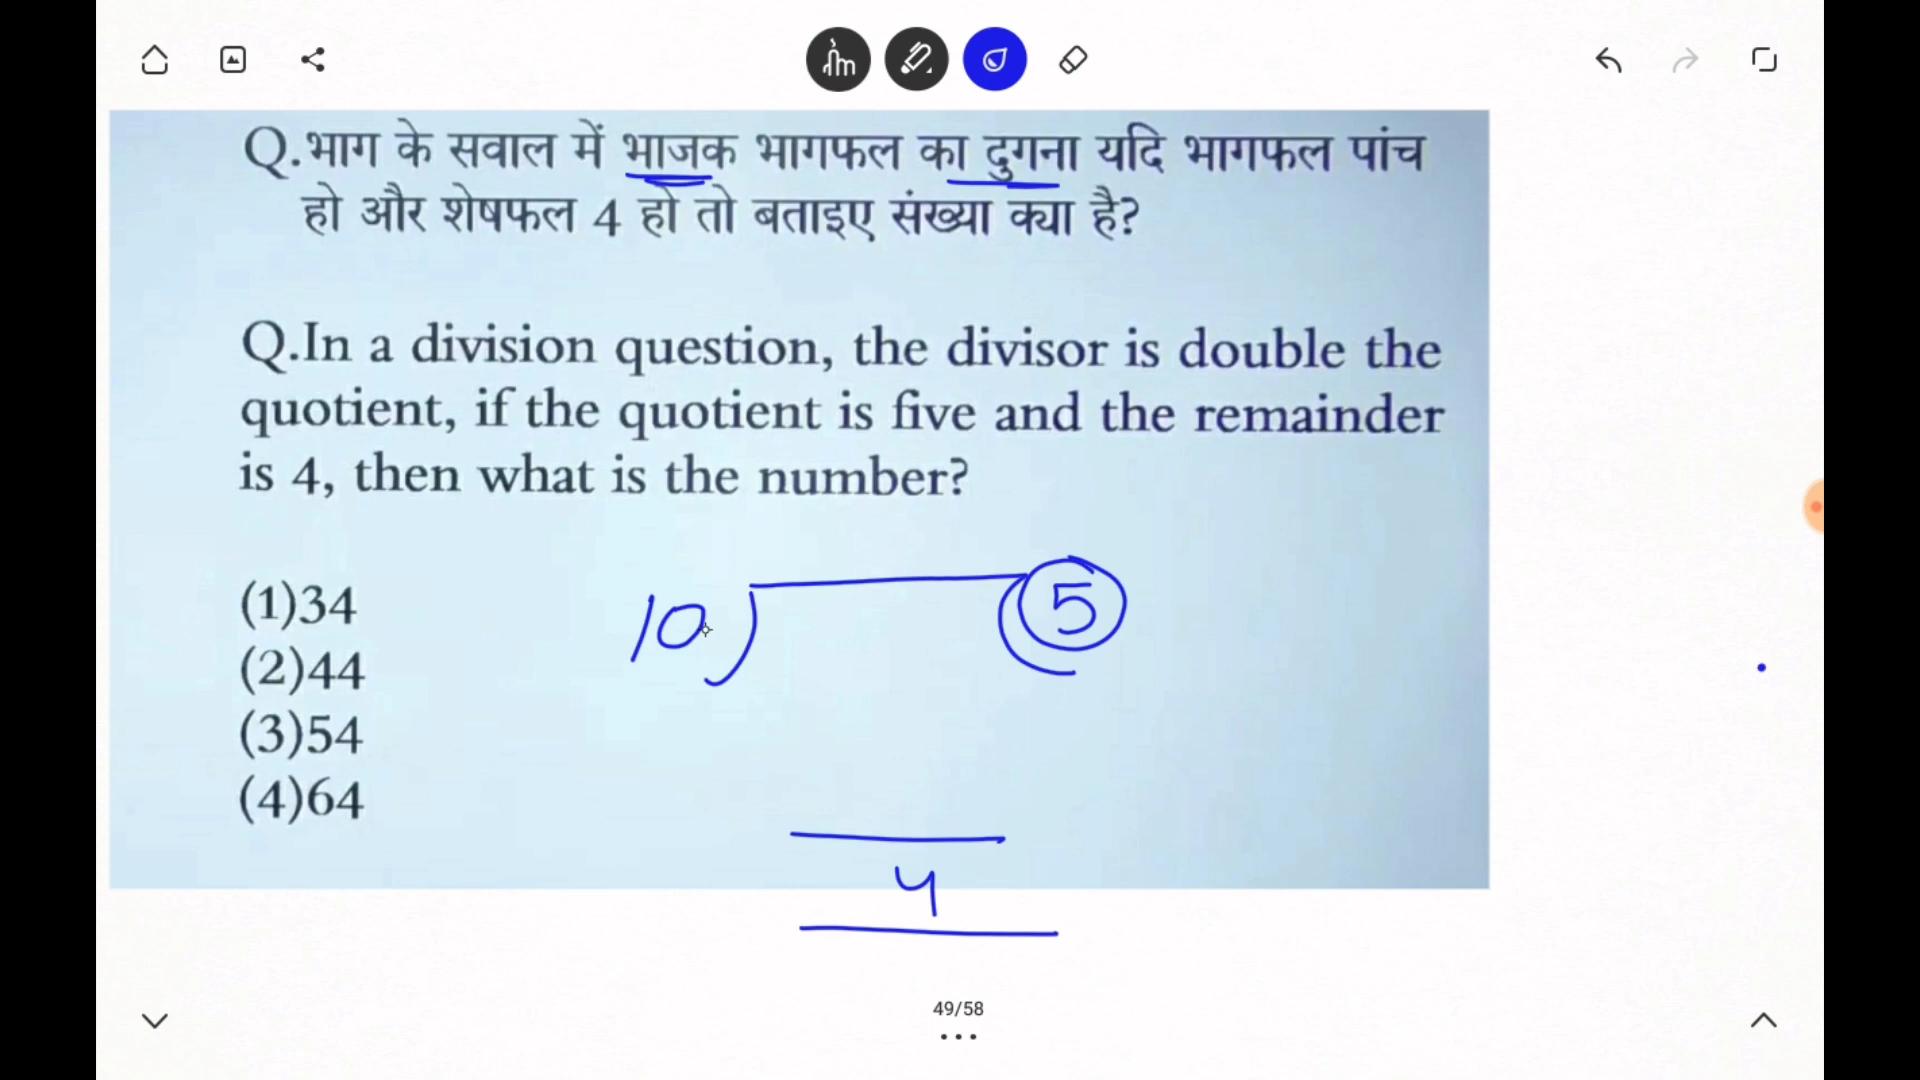 Q.भाग के सवाल में भाजक भागफल का दुगना यदि भागफल पांच
हो और शेषफल 4 हो तो बताइए संख्या क्या है?
Q.In a division question, the divisor is double the
quotient, if the quotient is five and the remainder
is 4, then what is the number?
(1)34
(2)44
(3)54
(4)64
10) (5
4
49/58